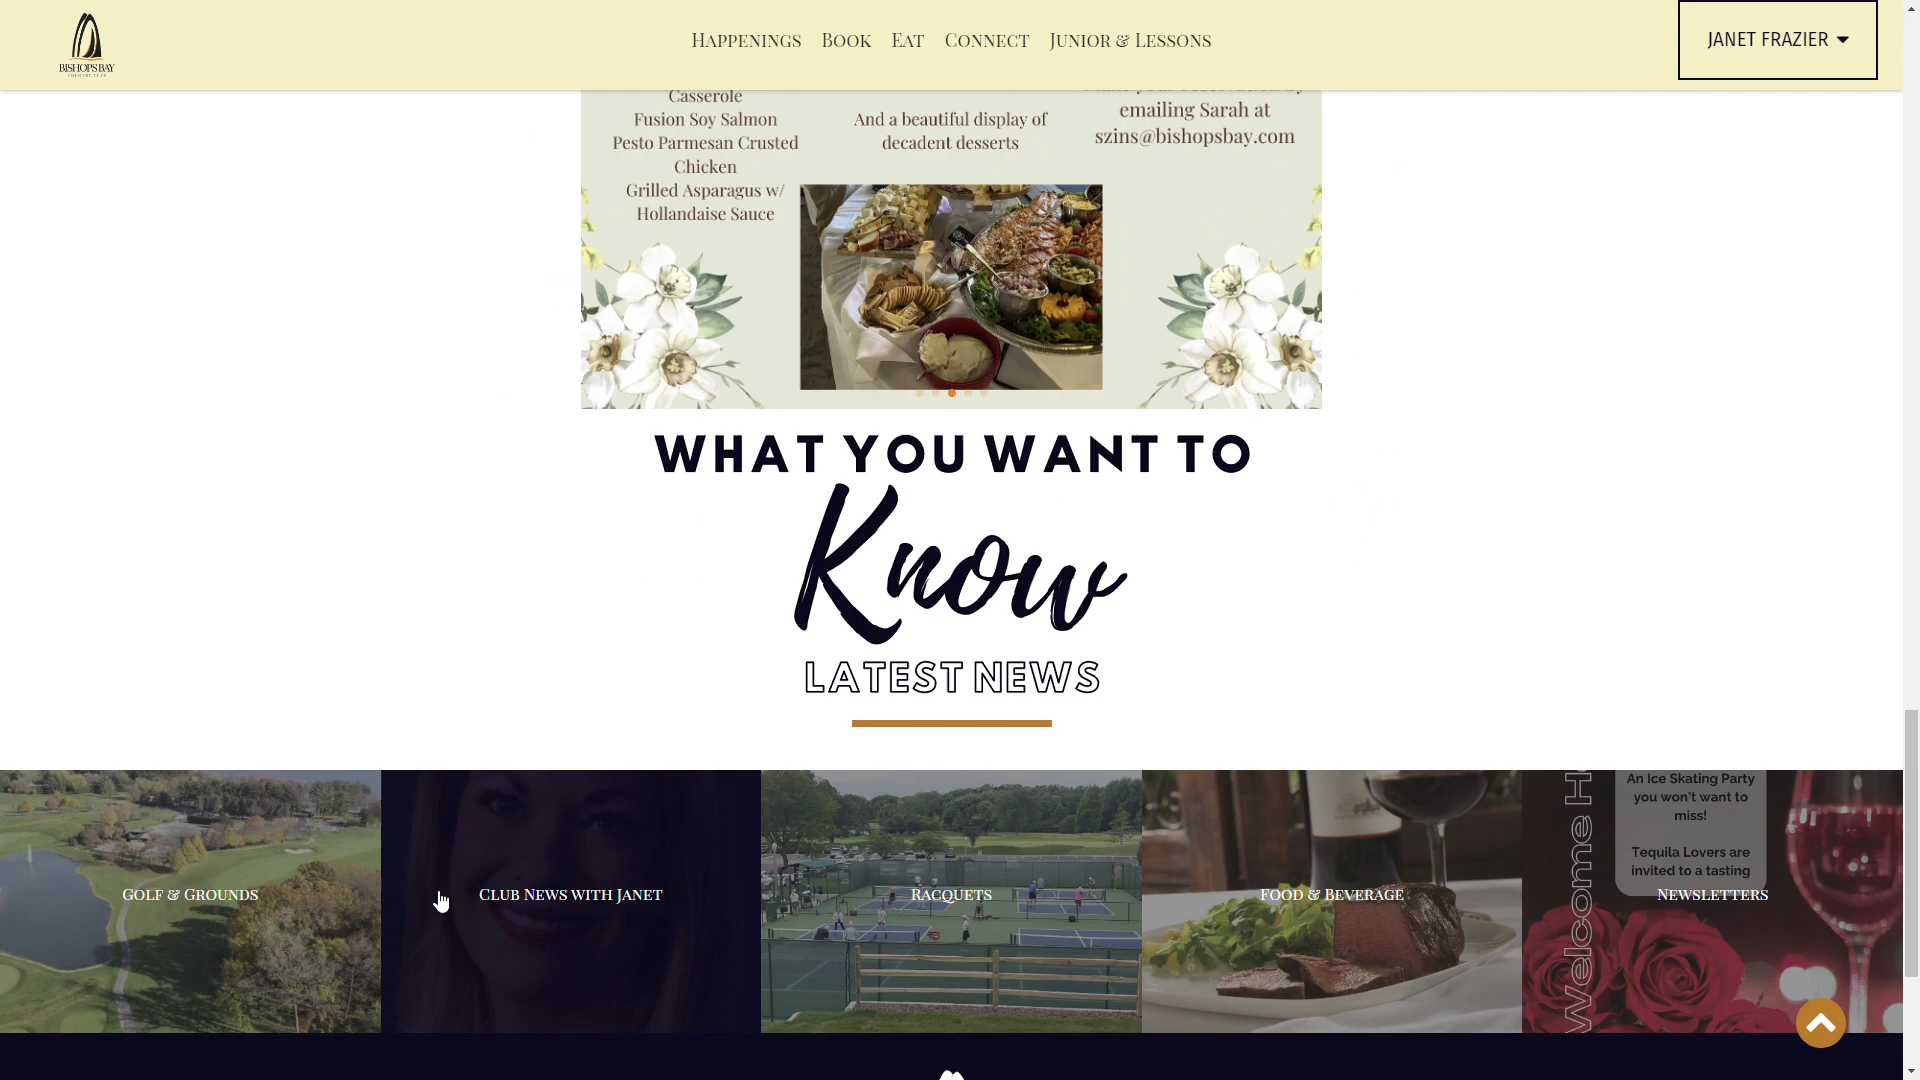 BISHOPS BAY
COUNTRY CLUB
HAPPENINGS
BOOK
EAT
CONNECT
JUNIOR & LESSONS
JANET FRAZIER
Casserole
Fusion Soy Salmon
Pesto Parmesan Crusted
Chicken
Grilled Asparagus w/
Hollandaise Sauce
And a beautiful display of
decadent desserts
emailing Sarah at
szins@bishopsbay.com
WHAT YOU WANT TO
Know
LATEST NEWS
GOLF & GROUNDS
CLUB NEWS WITH JANET
RACQUETS
FOOD & BEVERAGE
Welcome H
An Ice Skating Party
you won't want to
miss!
Tequila Lovers are
invited to a tasting
NEWSLETTERS